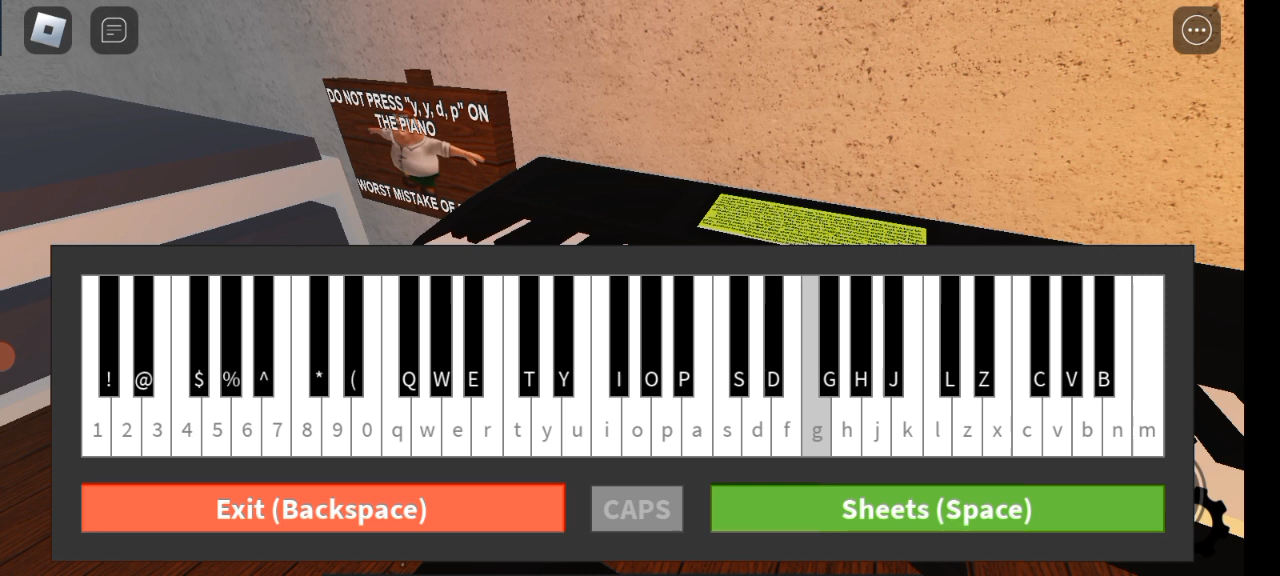 DO NOT PRESS "y, y, d, p" ON
THE PIANO
WORST MISTAKE OF
! @ $ % ^ * ( Q W E T Y I O P S D G H J L Z C V B
1 2 3 4 5 6 7 8 9 0 q w e r t y u i o p a s d f g h j k l z x c v b n m
Exit (Backspace) CAPS Sheets (Space)